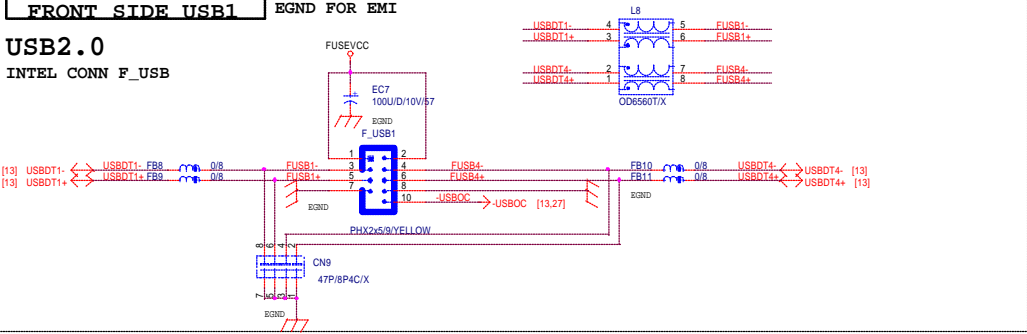 FRONT SIDE USB1
EGND FOR EMI
USB2.0
INTEL CONN F_USB
FUSEVCC
EC7
100U/D/10V/57
EGND
F_USB1
L8
USBDT1- 4 5 FUSB1-
USBDT1+ 3 6 FUSB1+
USBDT4- 2 7 FUSB4-
USBDT4+ 1 8 FUSB4+
OD6560T/X
1 2
[13] USBDT1- USBDT1- FB8 0/8 FUSB1- 3 4 FUSB4- FB10 0/8 USBDT4- USBDT4- [13]
[13] USBDT1+ USBDT1+ FB9 0/8 FUSB1+ 5 6 FUSB4+ FB11 0/8 USBDT4+ USBDT4+ [13]
7 8
EGND
EGND
10 -USBOC -USBOC [13,27]
PHX2x5/9/YELLOW
8 6 4 2
CN9
47P/8P4C/X
7 5 3 1
EGND